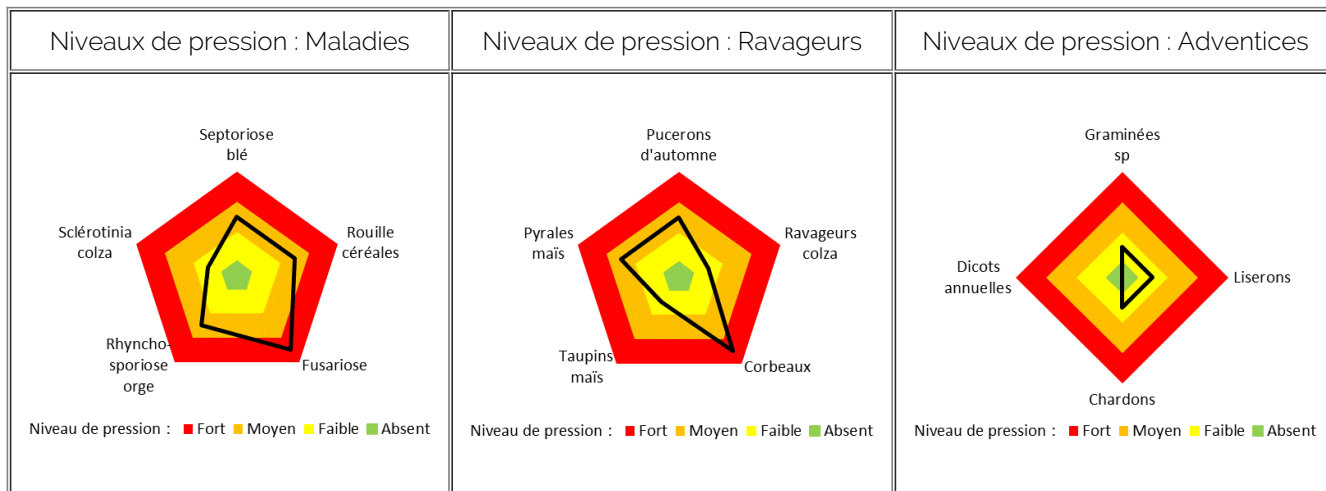 Niveaux de pression : Maladies
Septoriose
blé
Rouille
céréales
Fusariose
Rhyncho-
sporiose
orge
Sclérotinia
colza
Niveau de pression : Fort Moyen Faible Absent
Niveaux de pression : Ravageurs
Pucerons
d'automne
Ravageurs
colza
Corbeaux
Taupins
maïs
Pyrales
maïs
Niveau de pression : Fort Moyen Faible Absent
Niveaux de pression : Adventices
Graminées
sp
Liserons
Chardons
Dicots
annuelles
Niveau de pression : Fort Moyen Faible Absent